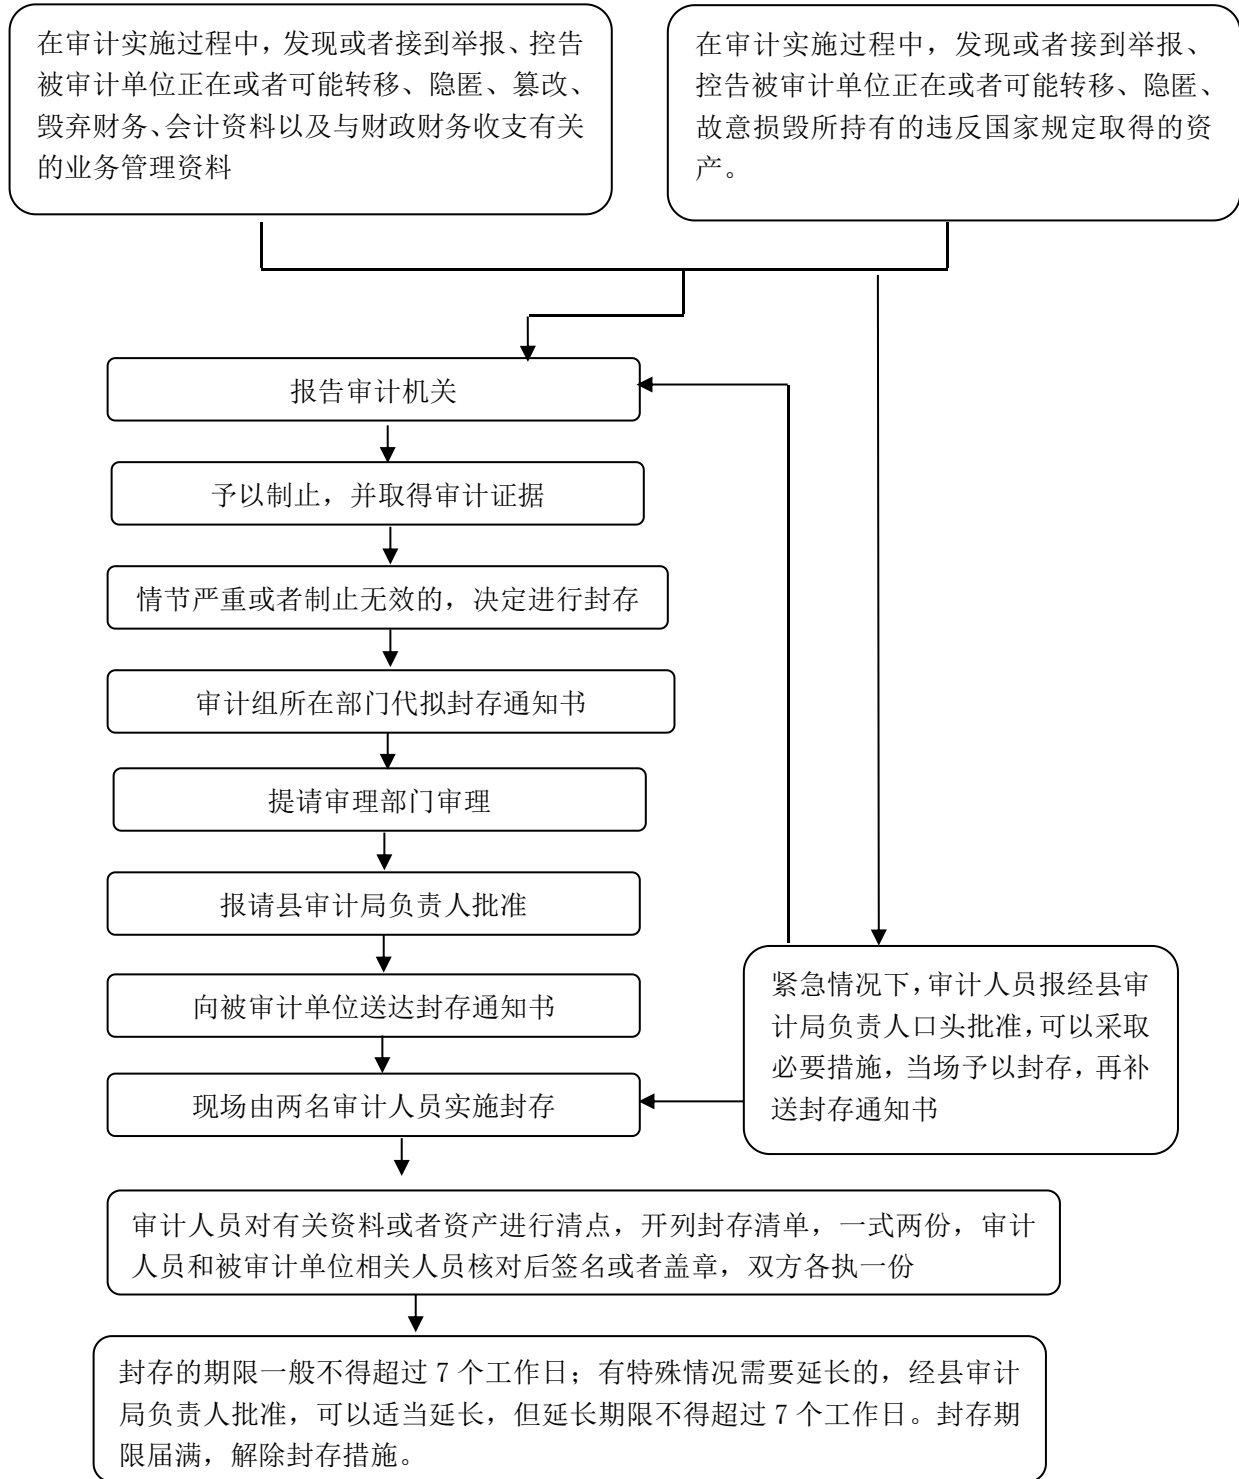 在审计实施过程中，发现或者接到举报、控告
被审计单位正在或者可能转移、隐匿、篡改、
毁弃财务、会计资料以及与财政财务收支有关
的业务管理资料
在审计实施过程中，发现或者接到举报、
控告被审计单位正在或者可能转移、隐匿、
故意损毁所持有的违反国家规定取得的资
产。
报告审计机关
予以制止，并取得审计证据
情节严重或者制止无效的，决定进行封存
审计组所在部门代拟封存通知书
提请审理部门审理
报请县审计局负责人批准
向被审计单位送达封存通知书
现场由两名审计人员实施封存
紧急情况下，审计人员报经县审
计局负责人口头批准，可以采取
必要措施，当场予以封存，再补
送封存通知书
审计人员对有关资料或者资产进行清点，开列封存清单，一式两份，审计
人员和被审计单位相关人员核对后签名或者盖章，双方各执一份
封存的期限一般不得超过 7 个工作日；有特殊情况需要延长的，经县审计
局负责人批准，可以适当延长，但延长期限不得超过 7 个工作日。封存期
限届满，解除封存措施。